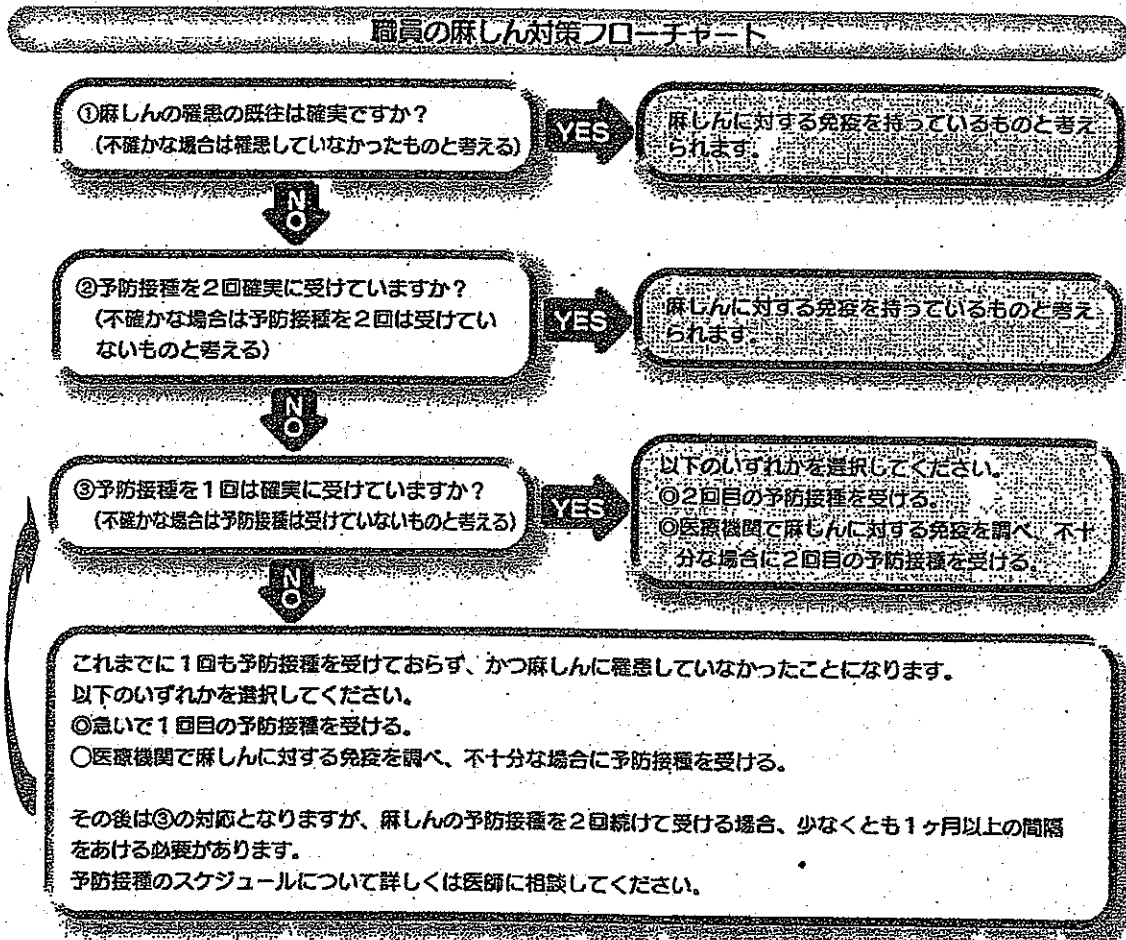 職員の麻しん対策フローチャート
①麻しんの罹患の既往は確実ですか？
(不確かな場合は罹患していなかったものと考える)
YES
麻しんに対する免疫を持っているものと考え
られます。
NO
②予防接種を2回確実に受けていますか？
(不確かな場合は予防接種を2回は受けてい
ないものと考える)
YES
麻しんに対する免疫を持っているものと考え
られます。
NO
③予防接種を1回は確実に受けていますか？
(不確かな場合は予防接種は受けていないものと考える)
YES
以下のいずれかを選択してください。
◎2回目の予防接種を受ける。
◎医療機関で麻しんに対する免疫を調べ、不十
分な場合に2回目の予防接種を受ける。
NO
これまでに1回も予防接種を受けておらず、かつ麻しんに罹患していなかったことになります。
以下のいずれかを選択してください。
◎急いで1回目の予防接種を受ける。
○医療機関で麻しんに対する免疫を調べ、不十分な場合に予防接種を受ける。
その後は③の対応となりますが、麻しんの予防接種を2回続けて受ける場合、少なくとも1ヶ月以上の間隔
をあける必要があります。
予防接種のスケジュールについて詳しくは医師に相談してください。